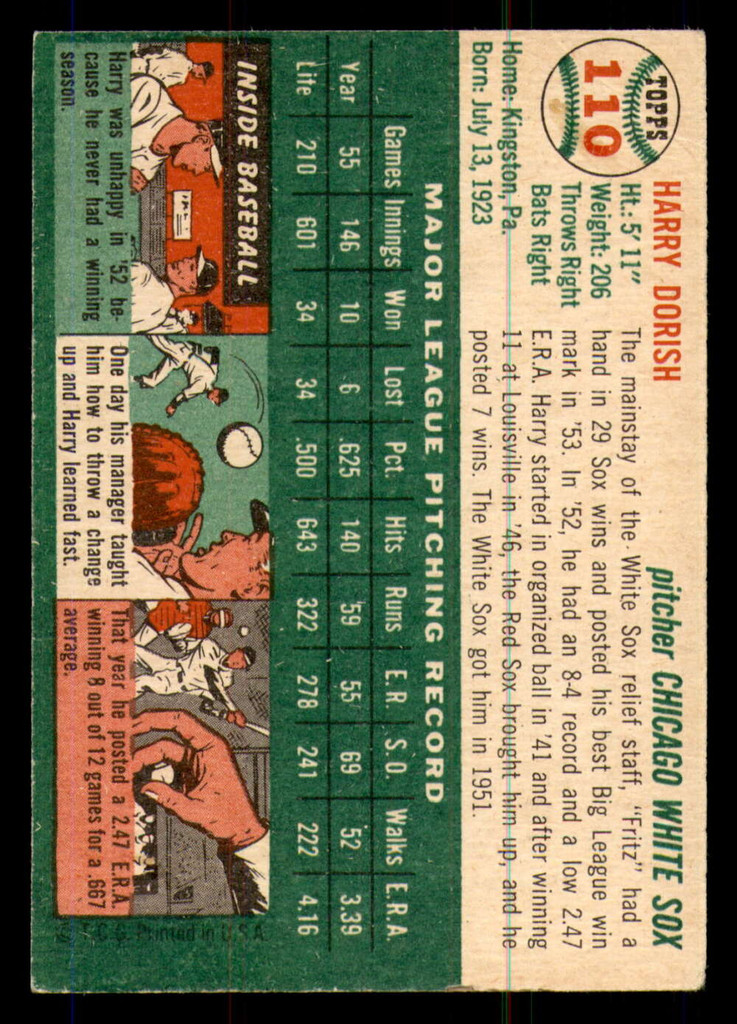 TOPPS
110
HARRY DORISH
pitcher CHICAGO WHITE SOX
Ht.: 5' 11"
Weight: 206
Throws Right
Bats Right
Home: Kingston, Pa.
Born: July 13, 1923
The mainstay of the White Sox relief staff, "Fritz" had a
hand in 29 Sox wins and posted his best Big League win
mark in '53. In '52, he had an 8-4 record and a low 2.47
E.R.A. Harry started in organized ball in '41 and after winning
11 at Louisville in '46, the Red Sox brought him up, and he
posted 7 wins. The White Sox got him in 1951.
MAJOR LEAGUE PITCHING RECORD
Games Innings Won Lost Pct. Hits Runs E.R. S.O. Walks E.R.A.
Year 55 146 10 6 .625 140 59 55 69 52 3.39
Life 210 601 34 34 .500 643 322 278 241 222 4.16
INSIDE BASEBALL
Harry was unhappy in '52 be-
cause he never had a winning
season.
One day his manager taught
him how to throw a change
up and Harry learned fast.
That year he posted a 2.47 E.R.A.
winning 8 out of 12 games for a .667
average.
© T. C. G. Printed in U.S.A.